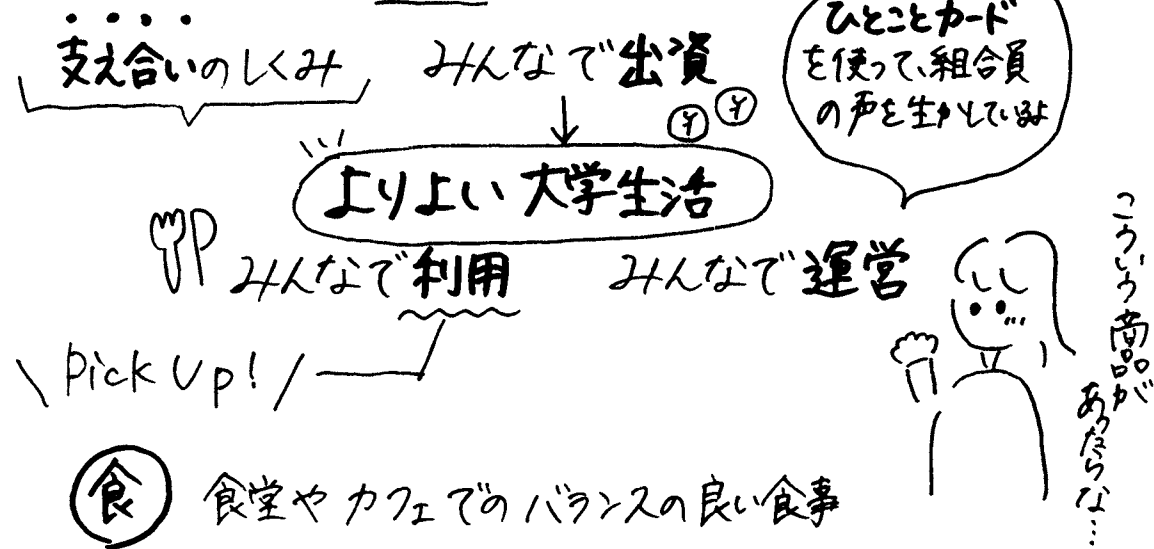 支え合いのしくみ
みんなで出資
¥ ¥
ひとことカード
を使って、組合員
の声を生かしているよ
よりよい大学生活
みんなで利用
みんなで運営
こういう商品が
あったらな…
\ Pick Up! /
食 食堂やカフェでのバランスの良い食事